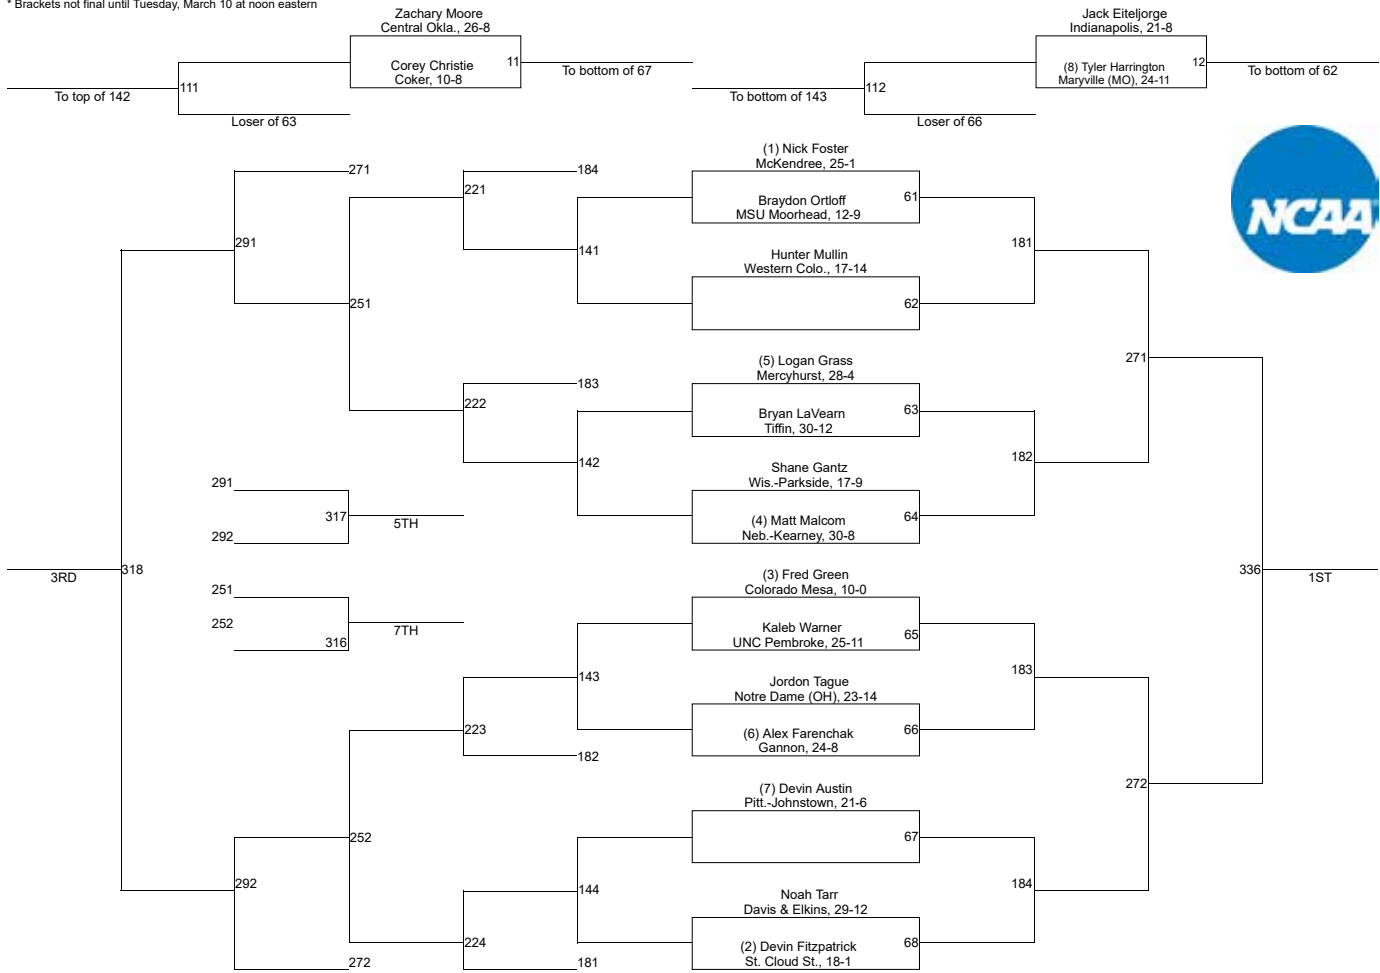 * Brackets not final until Tuesday, March 10 at noon eastern
Zachary Moore
Central Okla., 26-8
Corey Christie
Coker, 10-8
11
To bottom of 67
To top of 142
111
Loser of 63
Jack Eiteljorge
Indianapolis, 21-8
(8) Tyler Harrington
Maryville (MO), 24-11
12
To bottom of 62
To bottom of 143
112
Loser of 66
NCAA
(1) Nick Foster
McKendree, 25-1
Braydon Ortloff
MSU Moorhead, 12-9
61
Hunter Mullin
Western Colo., 17-14
62
(5) Logan Grass
Mercyhurst, 28-4
Bryan LaVearn
Tiffin, 30-12
63
Shane Gantz
Wis.-Parkside, 17-9
(4) Matt Malcom
Neb.-Kearney, 30-8
64
(3) Fred Green
Colorado Mesa, 10-0
Kaleb Warner
UNC Pembroke, 25-11
65
Jordon Tague
Notre Dame (OH), 23-14
(6) Alex Farenchak
Gannon, 24-8
66
(7) Devin Austin
Pitt.-Johnstown, 21-6
67
Noah Tarr
Davis & Elkins, 29-12
(2) Devin Fitzpatrick
St. Cloud St., 18-1
68
181
182
183
184
271
272
336
1ST
271
184
221
141
291
251
183
222
142
291
317
5TH
292
3RD
318
251
252
7TH
316
143
223
182
252
292
144
224
272
181